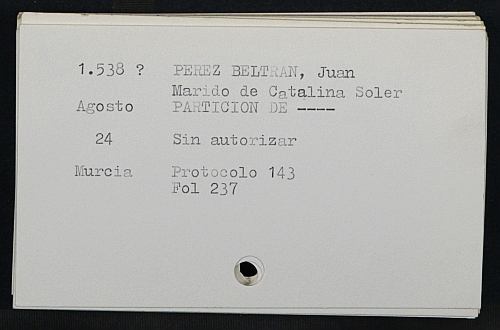 1.538 ? PEREZ BELTRAN, Juan
Marido de Catalina Soler
Agosto PARTICION DE ----
24 Sin autorizar
Murcia Protocolo 143
Fol 237